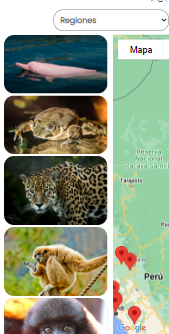 Regiones
Mapa
Reserva
Nacional
Tarapoto
Perú
Google